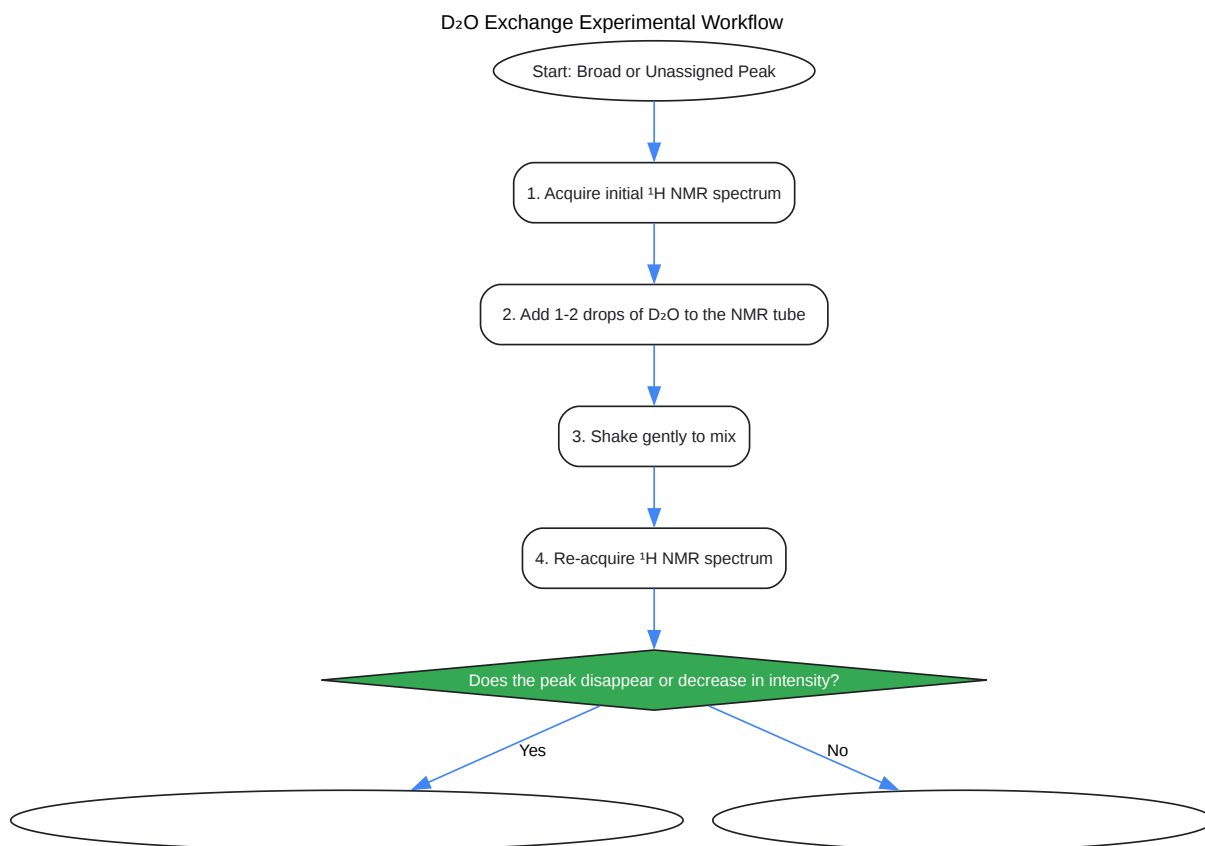 D₂O Exchange Experimental Workflow
Start: Broad or Unassigned Peak
1. Acquire initial ¹H NMR spectrum
2. Add 1-2 drops of D₂O to the NMR tube
3. Shake gently to mix
4. Re-acquire ¹H NMR spectrum
Does the peak disappear or decrease in intensity?
Yes
No